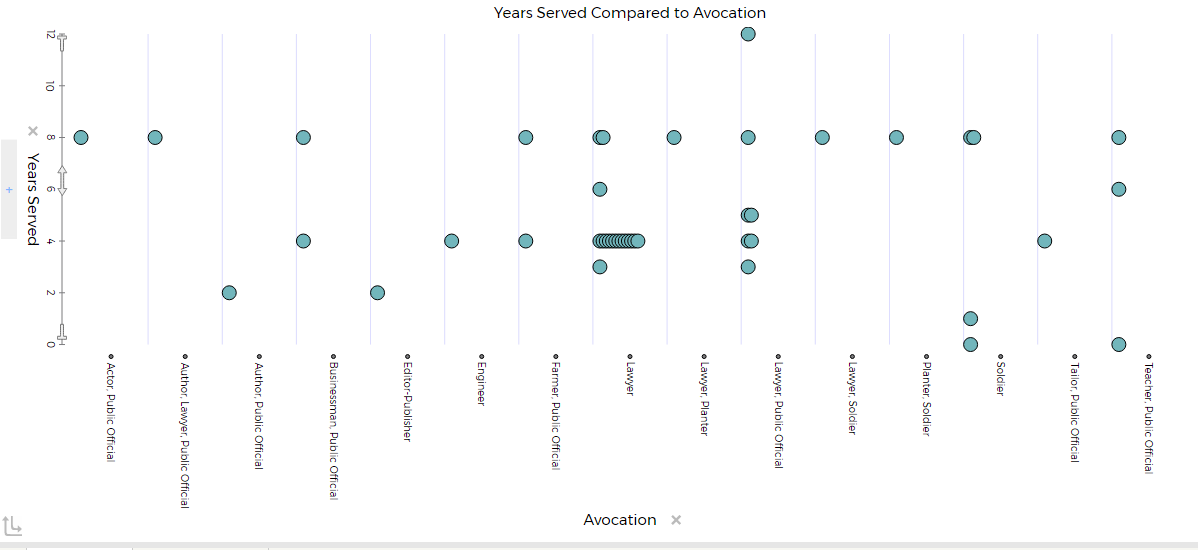 Years Served Compared to Avocation
12
10
8
6
4
2
0
Years Served
+
Actor, Public Official
Author, Lawyer, Public Official
Author, Public Official
Businessman, Public Official
Editor-Publisher
Engineer
Farmer, Public Official
Lawyer
Lawyer, Planter
Lawyer, Public Official
Lawyer, Soldier
Planter, Soldier
Soldier
Tailor, Public Official
Teacher, Public Official
Avocation